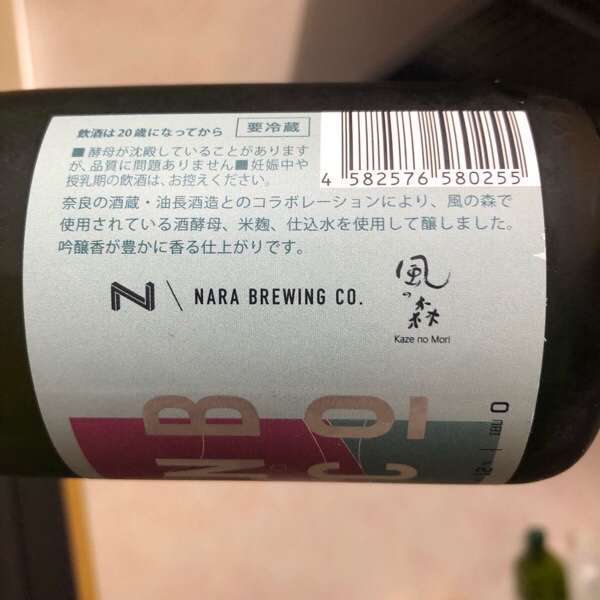 飲酒は20歳になってから 要冷蔵
■酵母が沈殿していることがあります
が、品質に問題ありません■妊娠中や
授乳期の飲酒は、お控えください。
4 582576 580255
奈良の酒蔵・油長酒造とのコラボレーションにより、風の森で
使用されている酒酵母、米麹、仕込水を使用して醸しました。
吟醸香が豊かに香る仕上がりです。
N \ NARA BREWING CO.
風の森
Kaze no Mori
IBU 0